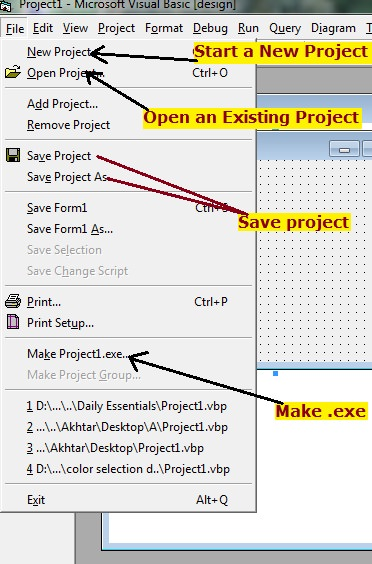 Project1 - Microsoft Visual Basic [design]
File Edit View Project Format Debug Run Query Diagram T
New Project
Start a New Project
Open Project... Ctrl+O
Add Project...
Open an Existing Project
Remove Project
Save Project
Save Project As
Save Form1 Ctrl+S
Save project
Save Form1 As...
Save Selection
Save Change Script
Print... Ctrl+P
Print Setup...
Make Project1.exe...
Make Project Group...
1 D:\...\..\Daily Essentials\Project1.vbp
Make .exe
2 ...\..\Akhtar\Desktop\A\Project1.vbp
3 ...\Akhtar\Desktop\Project1.vbp
4 D:\...\color selection d..\Project1.vbp
Exit Alt+Q